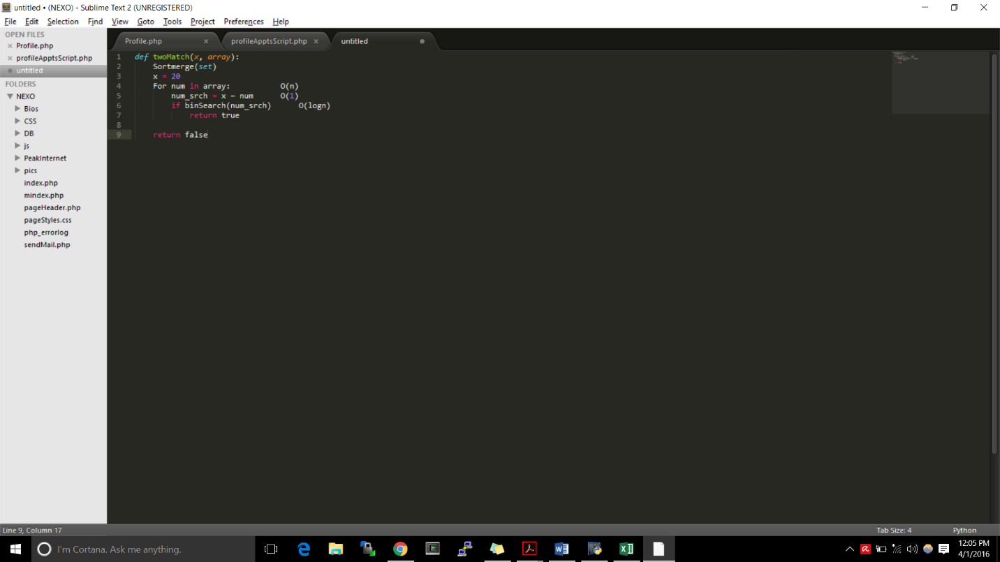 untitled • (NEXO) - Sublime Text 2 (UNREGISTERED)
File Edit Selection Find View Goto Tools Project Preferences Help
OPEN FILES
Profile.php
profileApptsScript.php
untitled
FOLDERS
NEXO
Bios
CSS
DB
js
PeakInternet
pics
index.php
mindex.php
pageHeader.php
pageStyles.css
php_errorlog
sendMail.php
Profile.php × profileApptsScript.php × untitled
1 def twoMatch(x, array):
2 Sortmerge(set)
3 x = 20
4 For num in array: O(n)
5 num_srch = x - num O(1)
6 if binSearch(num_srch) O(logn)
7 return true
8
9 return false
Line 9, Column 17 Tab Size: 4 Python
I'm Cortana. Ask me anything.
12:05 PM
4/1/2016